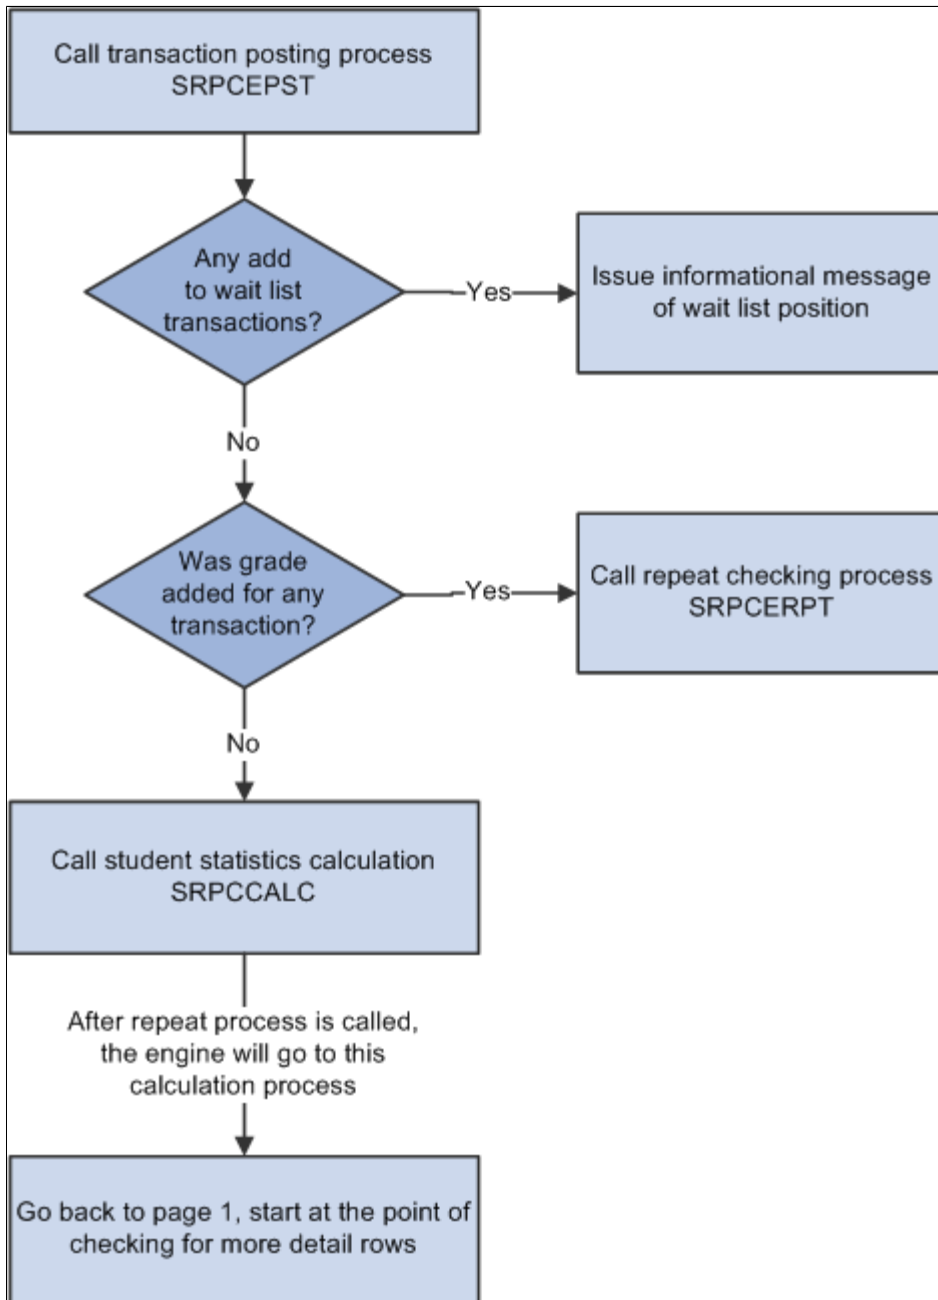 Call transaction posting process
SRPCEPST
Any add
to wait list
transactions?
Yes
Issue informational message
of wait list position
No
Was grade
added for any
transaction?
Yes
Call repeat checking process
SRPCERPT
No
Call student statistics calculation
SRPCCALC
After repeat process is called,
the engine will go to this
calculation process
Go back to page 1, start at the point of
checking for more detail rows